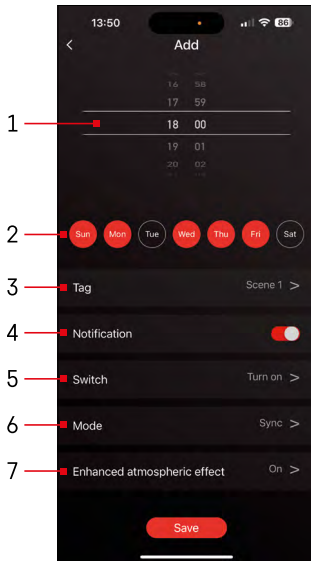 13:50 86
< Add
16 58
17 59
1 18 00
19 01
20 02
2 Sun Mon Tue Wed Thu Fri Sat
3 Tag Scene 1 >
4 Notification
5 Switch Turn on >
6 Mode Sync >
7 Enhanced atmospheric effect On >
Save